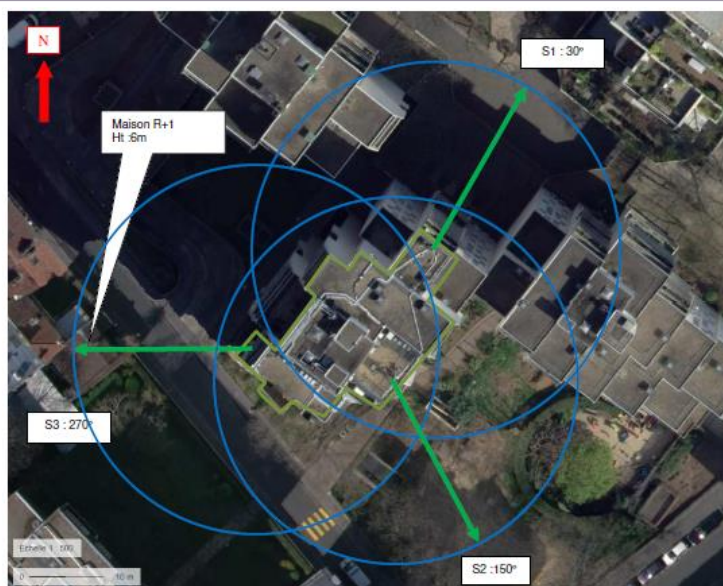 N
S1 : 30°
Maison R+1
Ht :6m
S3 : 270°
Echelle 1 : 500
0 10 m
S2 :150°